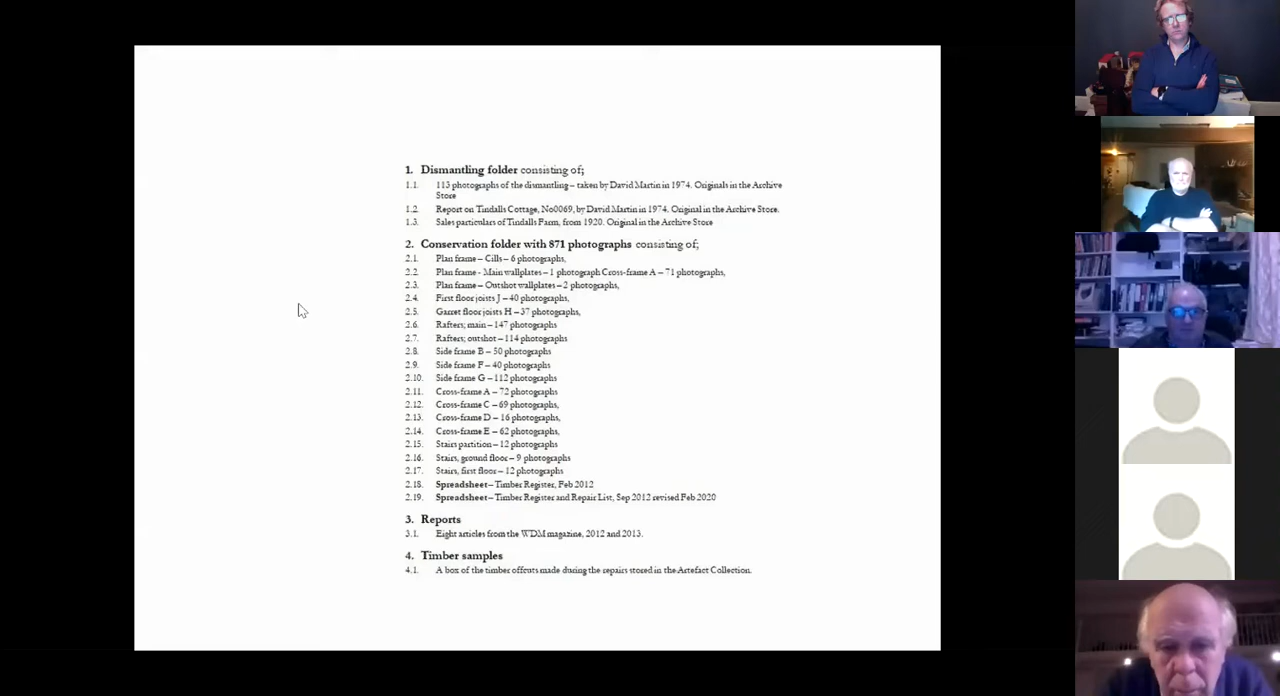 1. Dismantling folder consisting of;
1.1. 113 photographs of the dismantling – taken by David Martin in 1974. Originals in the Archive
Store
1.2. Report on Tindalls Cottage, No0069, by David Martin in 1974. Original in the Archive Store.
1.3. Sales particulars of Tindalls Farm, from 1920. Original in the Archive Store
2. Conservation folder with 871 photographs consisting of;
2.1. Plan frame – Cills – 6 photographs,
2.2. Plan frame - Main wallplates – 1 photograph Cross-frame A – 71 photographs,
2.3. Plan frame – Outshot wallplates – 2 photographs,
2.4. First floor joists J – 40 photographs,
2.5. Garret floor joists H – 37 photographs,
2.6. Rafters; main – 147 photographs
2.7. Rafters; outshot – 114 photographs
2.8. Side frame B – 50 photographs
2.9. Side frame F – 40 photographs
2.10. Side frame G – 112 photographs
2.11. Cross-frame A – 72 photographs
2.12. Cross-frame C – 69 photographs,
2.13. Cross-frame D – 16 photographs,
2.14. Cross-frame E – 62 photographs,
2.15. Stairs partition – 12 photographs
2.16. Stairs, ground floor – 9 photographs
2.17. Stairs, first floor – 12 photographs
2.18. Spreadsheet – Timber Register, Feb 2012
2.19. Spreadsheet – Timber Register and Repair List, Sep 2012 revised Feb 2020
3. Reports
3.1. Eight articles from the WDM magazine, 2012 and 2013.
4. Timber samples
4.1. A box of the timber offcuts made during the repairs stored in the Artefact Collection.